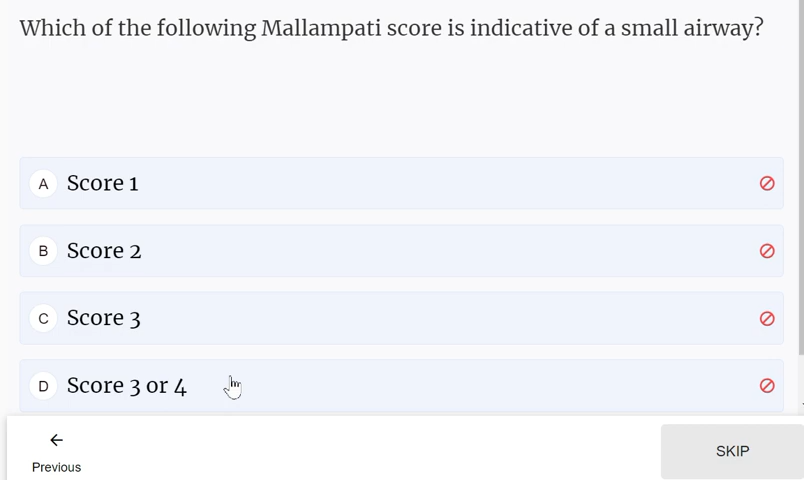 Which of the following Mallampati score is indicative of a small airway?
A Score 1
B Score 2
C Score 3
D Score 3 or 4
Previous
SKIP